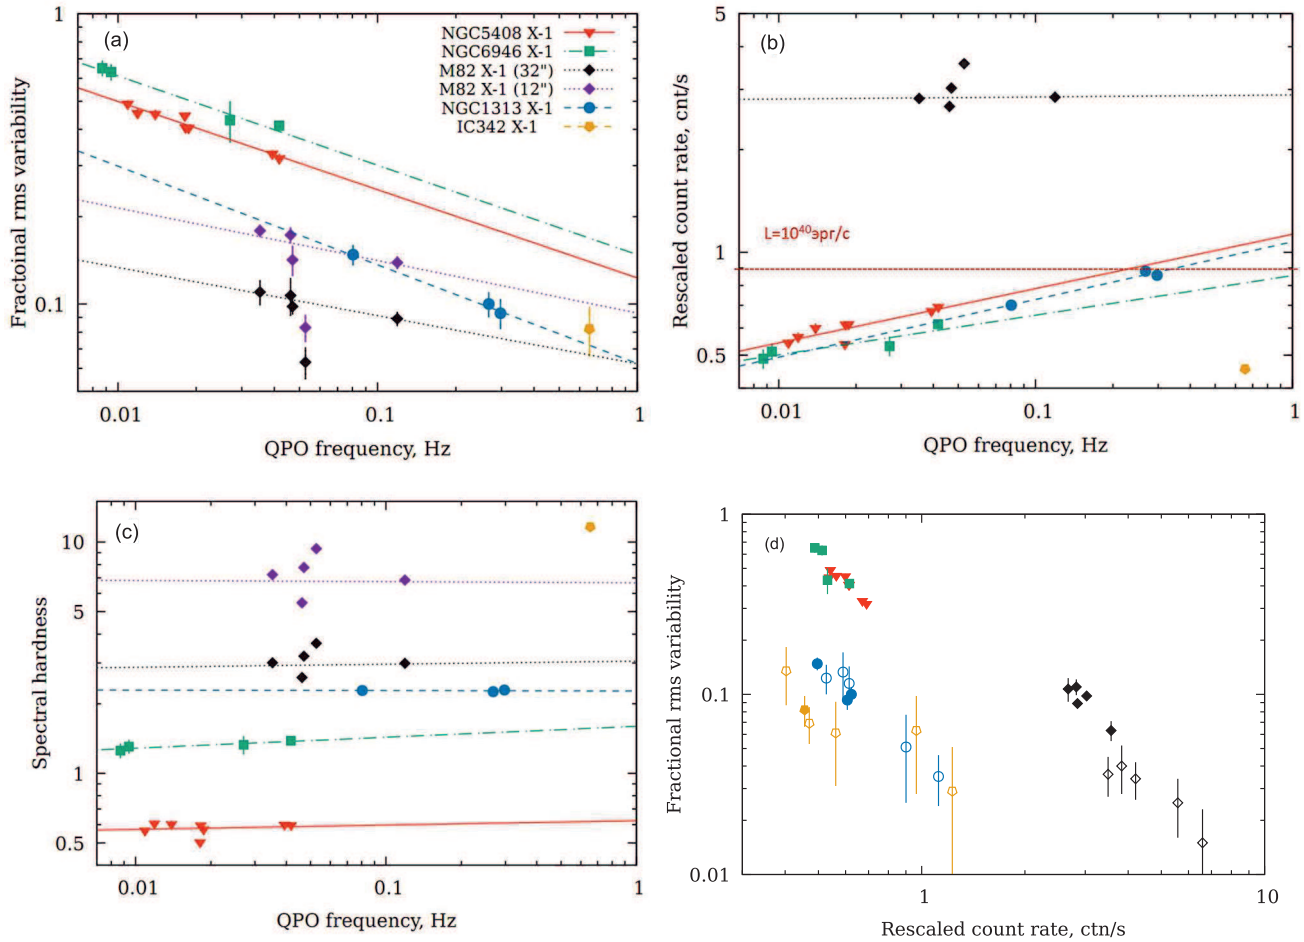 (a)
1
0.1
0.01
0.1
1
Fractoinal rms variability
QPO frequency, Hz
NGC5408 X-1
NGC6946 X-1
M82 X-1 (32")
M82 X-1 (12")
NGC1313 X-1
IC342 X-1
(b)
5
2
1
0.5
0.01
0.1
1
Rescaled count rate, cnt/s
QPO frequency, Hz
L=10⁴⁰эрг/с
(c)
10
5
1
0.5
0.01
0.1
1
Spectral hardness
QPO frequency, Hz
(d)
1
0.1
0.01
1
10
Fractional rms variability
Rescaled count rate, ctn/s